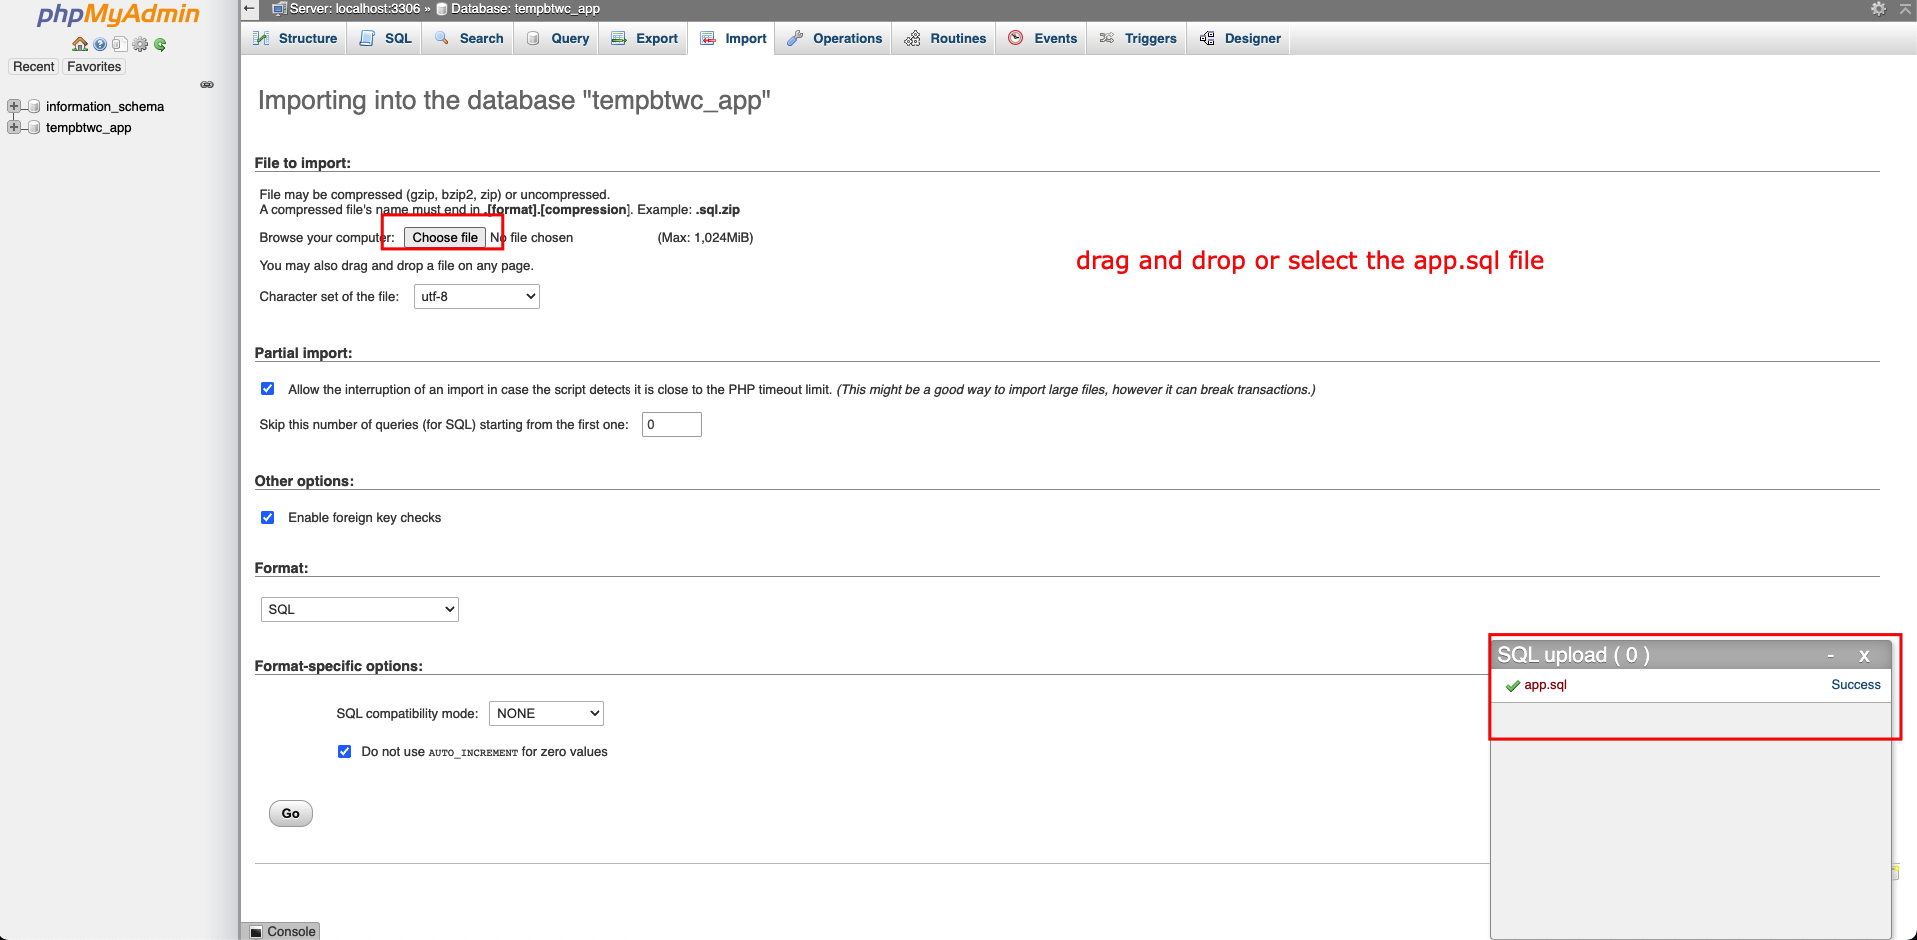 phpMyAdmin
Recent Favorites
information_schema
tempbtwc_app
Server: localhost:3306 » Database: tempbtwc_app
Structure SQL Search Query Export Import Operations Routines Events Triggers Designer
Importing into the database "tempbtwc_app"
File to import:
File may be compressed (gzip, bzip2, zip) or uncompressed.
A compressed file's name must end in .[format].[compression]. Example: .sql.zip
Browse your computer: Choose file No file chosen (Max: 1,024MiB)
drag and drop or select the app.sql file
You may also drag and drop a file on any page.
Character set of the file: utf-8
Partial import:
Allow the interruption of an import in case the script detects it is close to the PHP timeout limit. (This might be a good way to import large files, however it can break transactions.)
Skip this number of queries (for SQL) starting from the first one: 0
Other options:
Enable foreign key checks
Format:
SQL
Format-specific options:
SQL compatibility mode: NONE
Do not use AUTO_INCREMENT for zero values
Go
SQL upload ( 0 ) - x
app.sql Success
Console